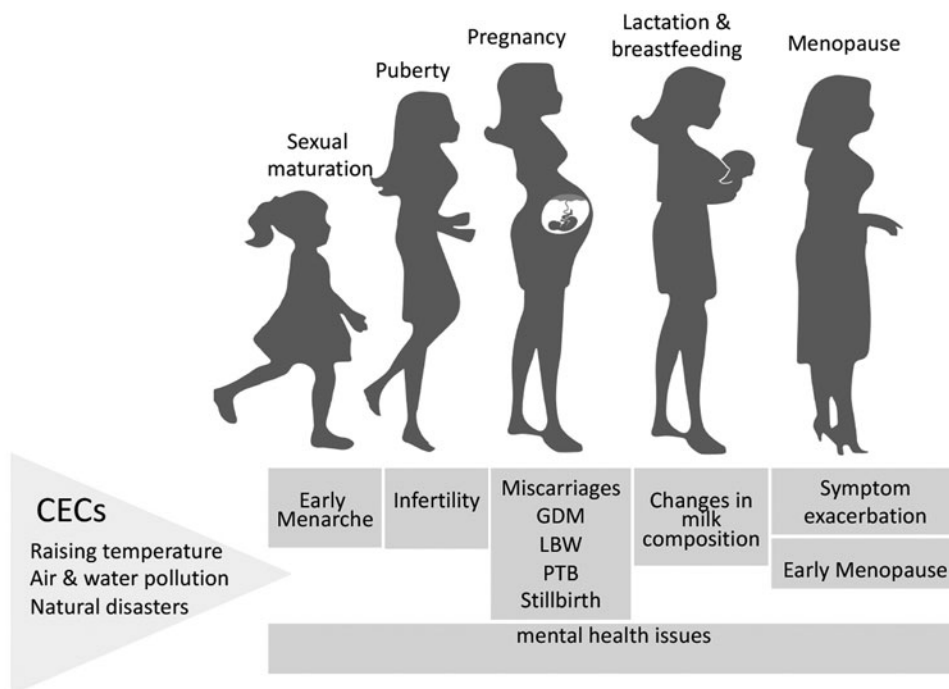 Sexual
maturation
Puberty
Pregnancy
Lactation &
breastfeeding
Menopause
CECs
Raising temperature
Air & water pollution
Natural disasters
Early
Menarche
Infertility
Miscarriages
GDM
LBW
PTB
Stillbirth
Changes in
milk
composition
Symptom
exacerbation
Early Menopause
mental health issues